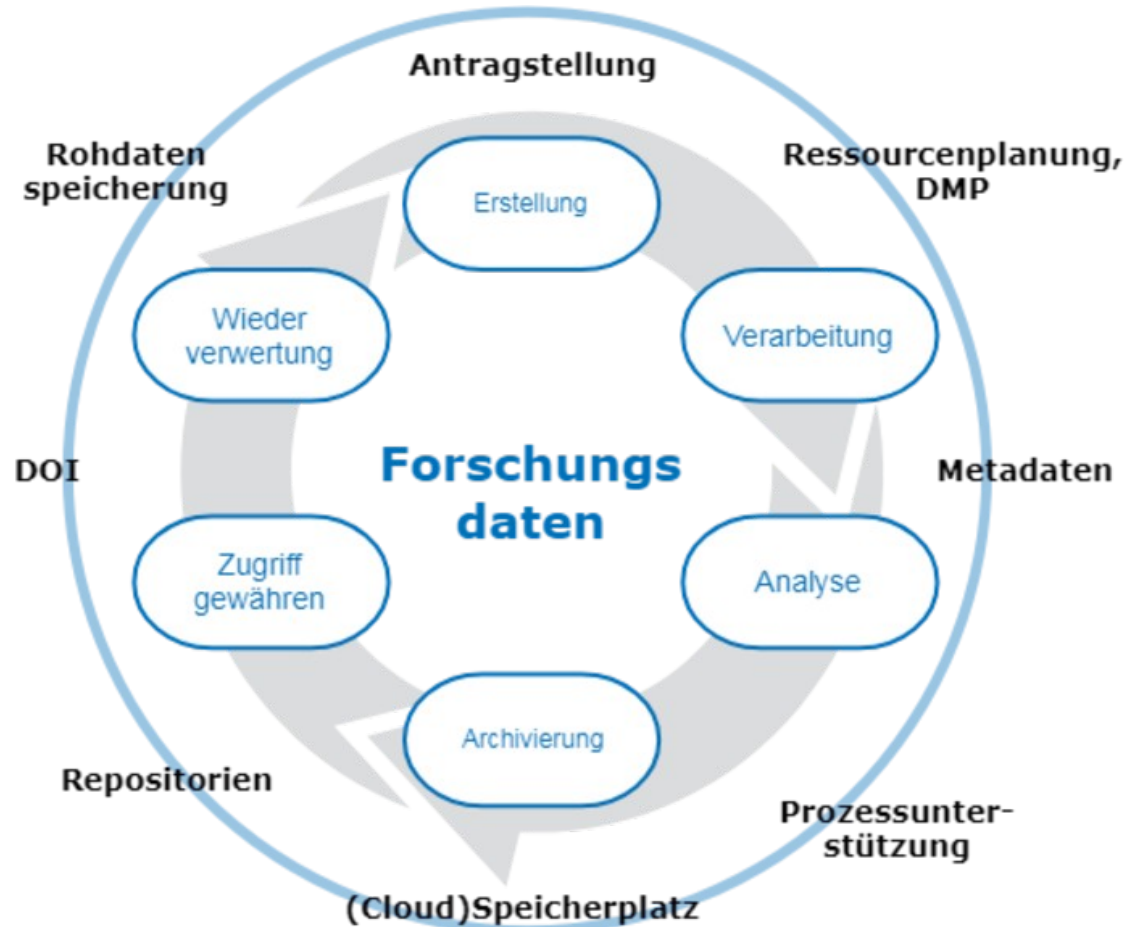 Antragstellung
Rohdaten
speicherung
Ressourcenplanung,
DMP
Erstellung
Wieder
verwertung
Verarbeitung
DOI
Forschungs
daten
Metadaten
Zugriff
gewähren
Analyse
Archivierung
Repositorien
Prozessunter-
stützung
(Cloud)Speicherplatz